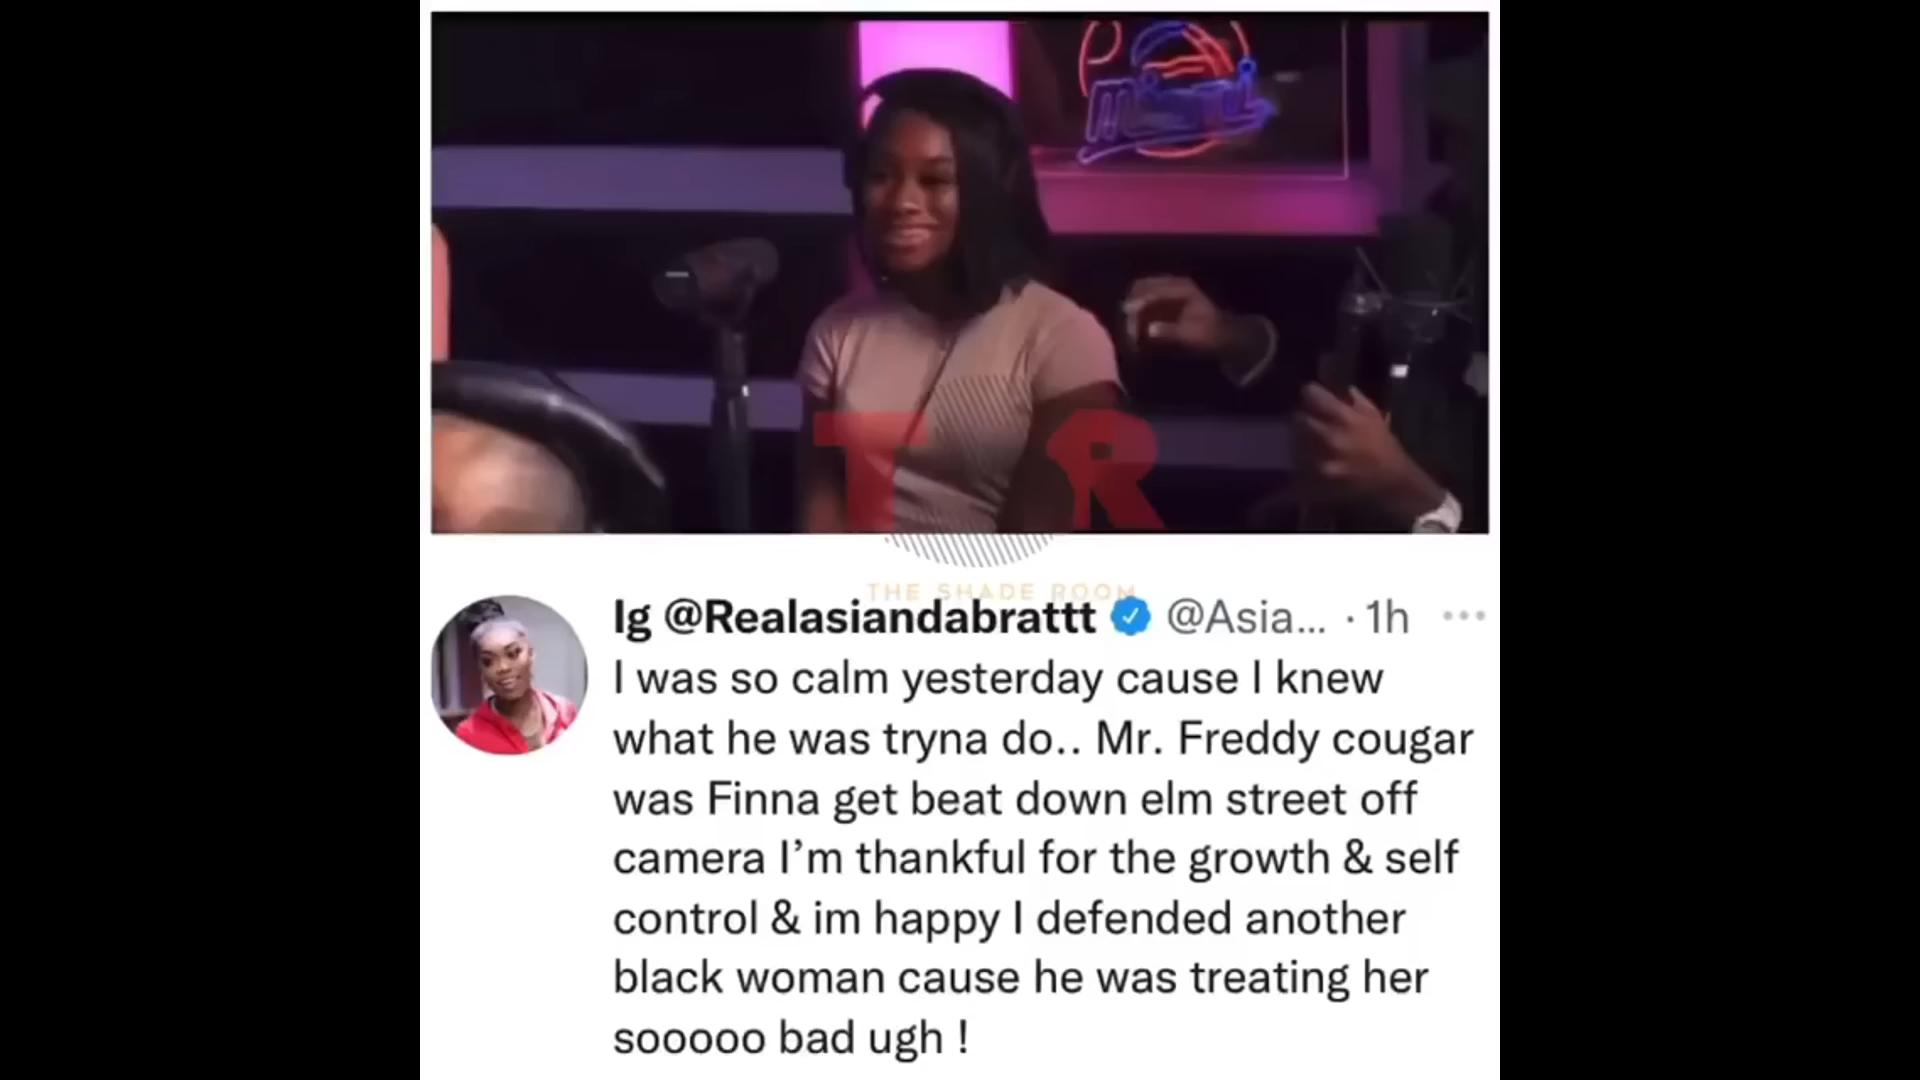 Miami
T R
THE SHADE ROOM
Ig @Realasiandabrattt @Asia... · 1h ...
I was so calm yesterday cause I knew
what he was tryna do.. Mr. Freddy cougar
was Finna get beat down elm street off
camera I’m thankful for the growth & self
control & im happy I defended another
black woman cause he was treating her
sooooo bad ugh !